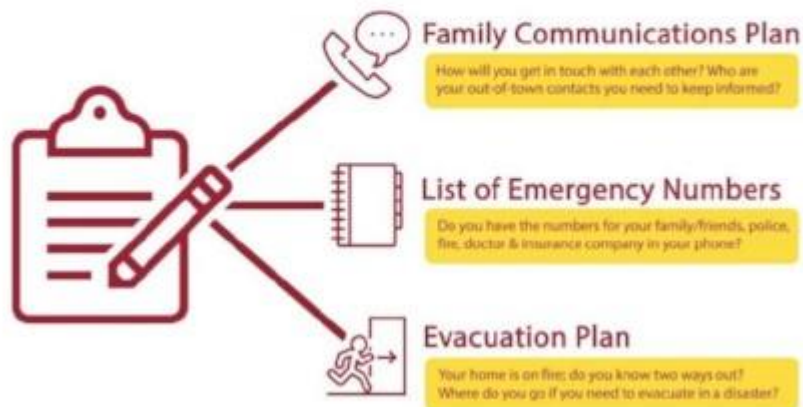 Family Communications Plan
How will you get in touch with each other? Who are
your out-of-town contacts you need to keep informed?
List of Emergency Numbers
Do you have the numbers for your family/friends, police,
fire, doctor & insurance company in your phone?
Evacuation Plan
Your home is on fire; do you know two ways out?
Where do you go if you need to evacuate in a disaster?